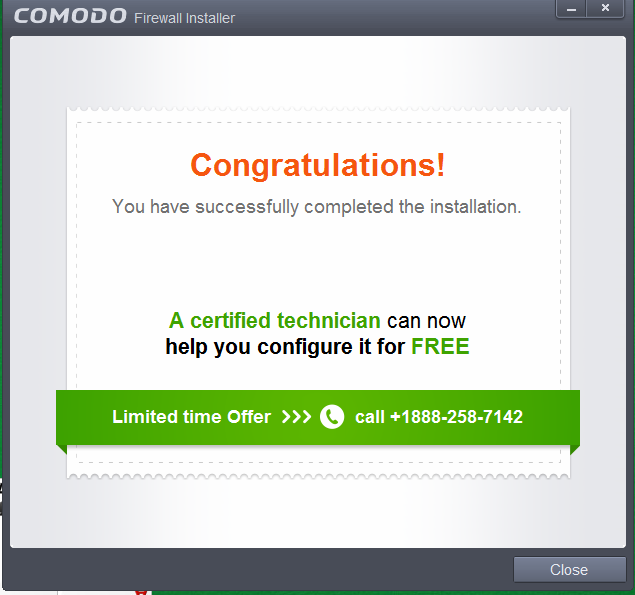 COMODO Firewall Installer
Congratulations!
You have successfully completed the installation.
A certified technician can now
help you configure it for FREE
Limited time Offer >>> call +1888-258-7142
Close